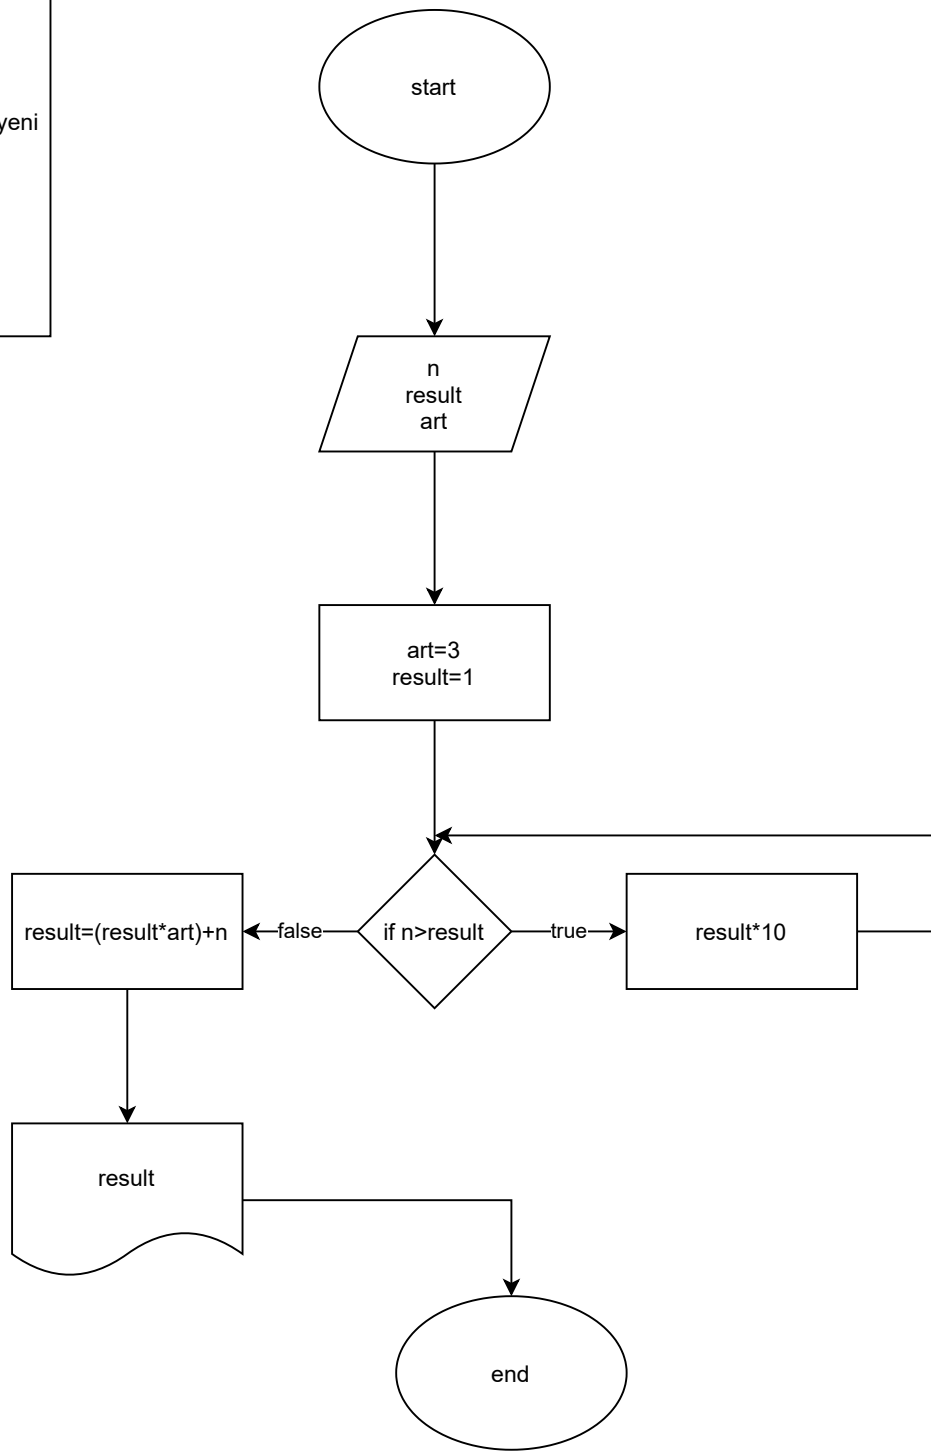 start
yeni
n
result
art
art=3
result=1
result=(result*art)+n
false
if n>result
true
result*10
result
end